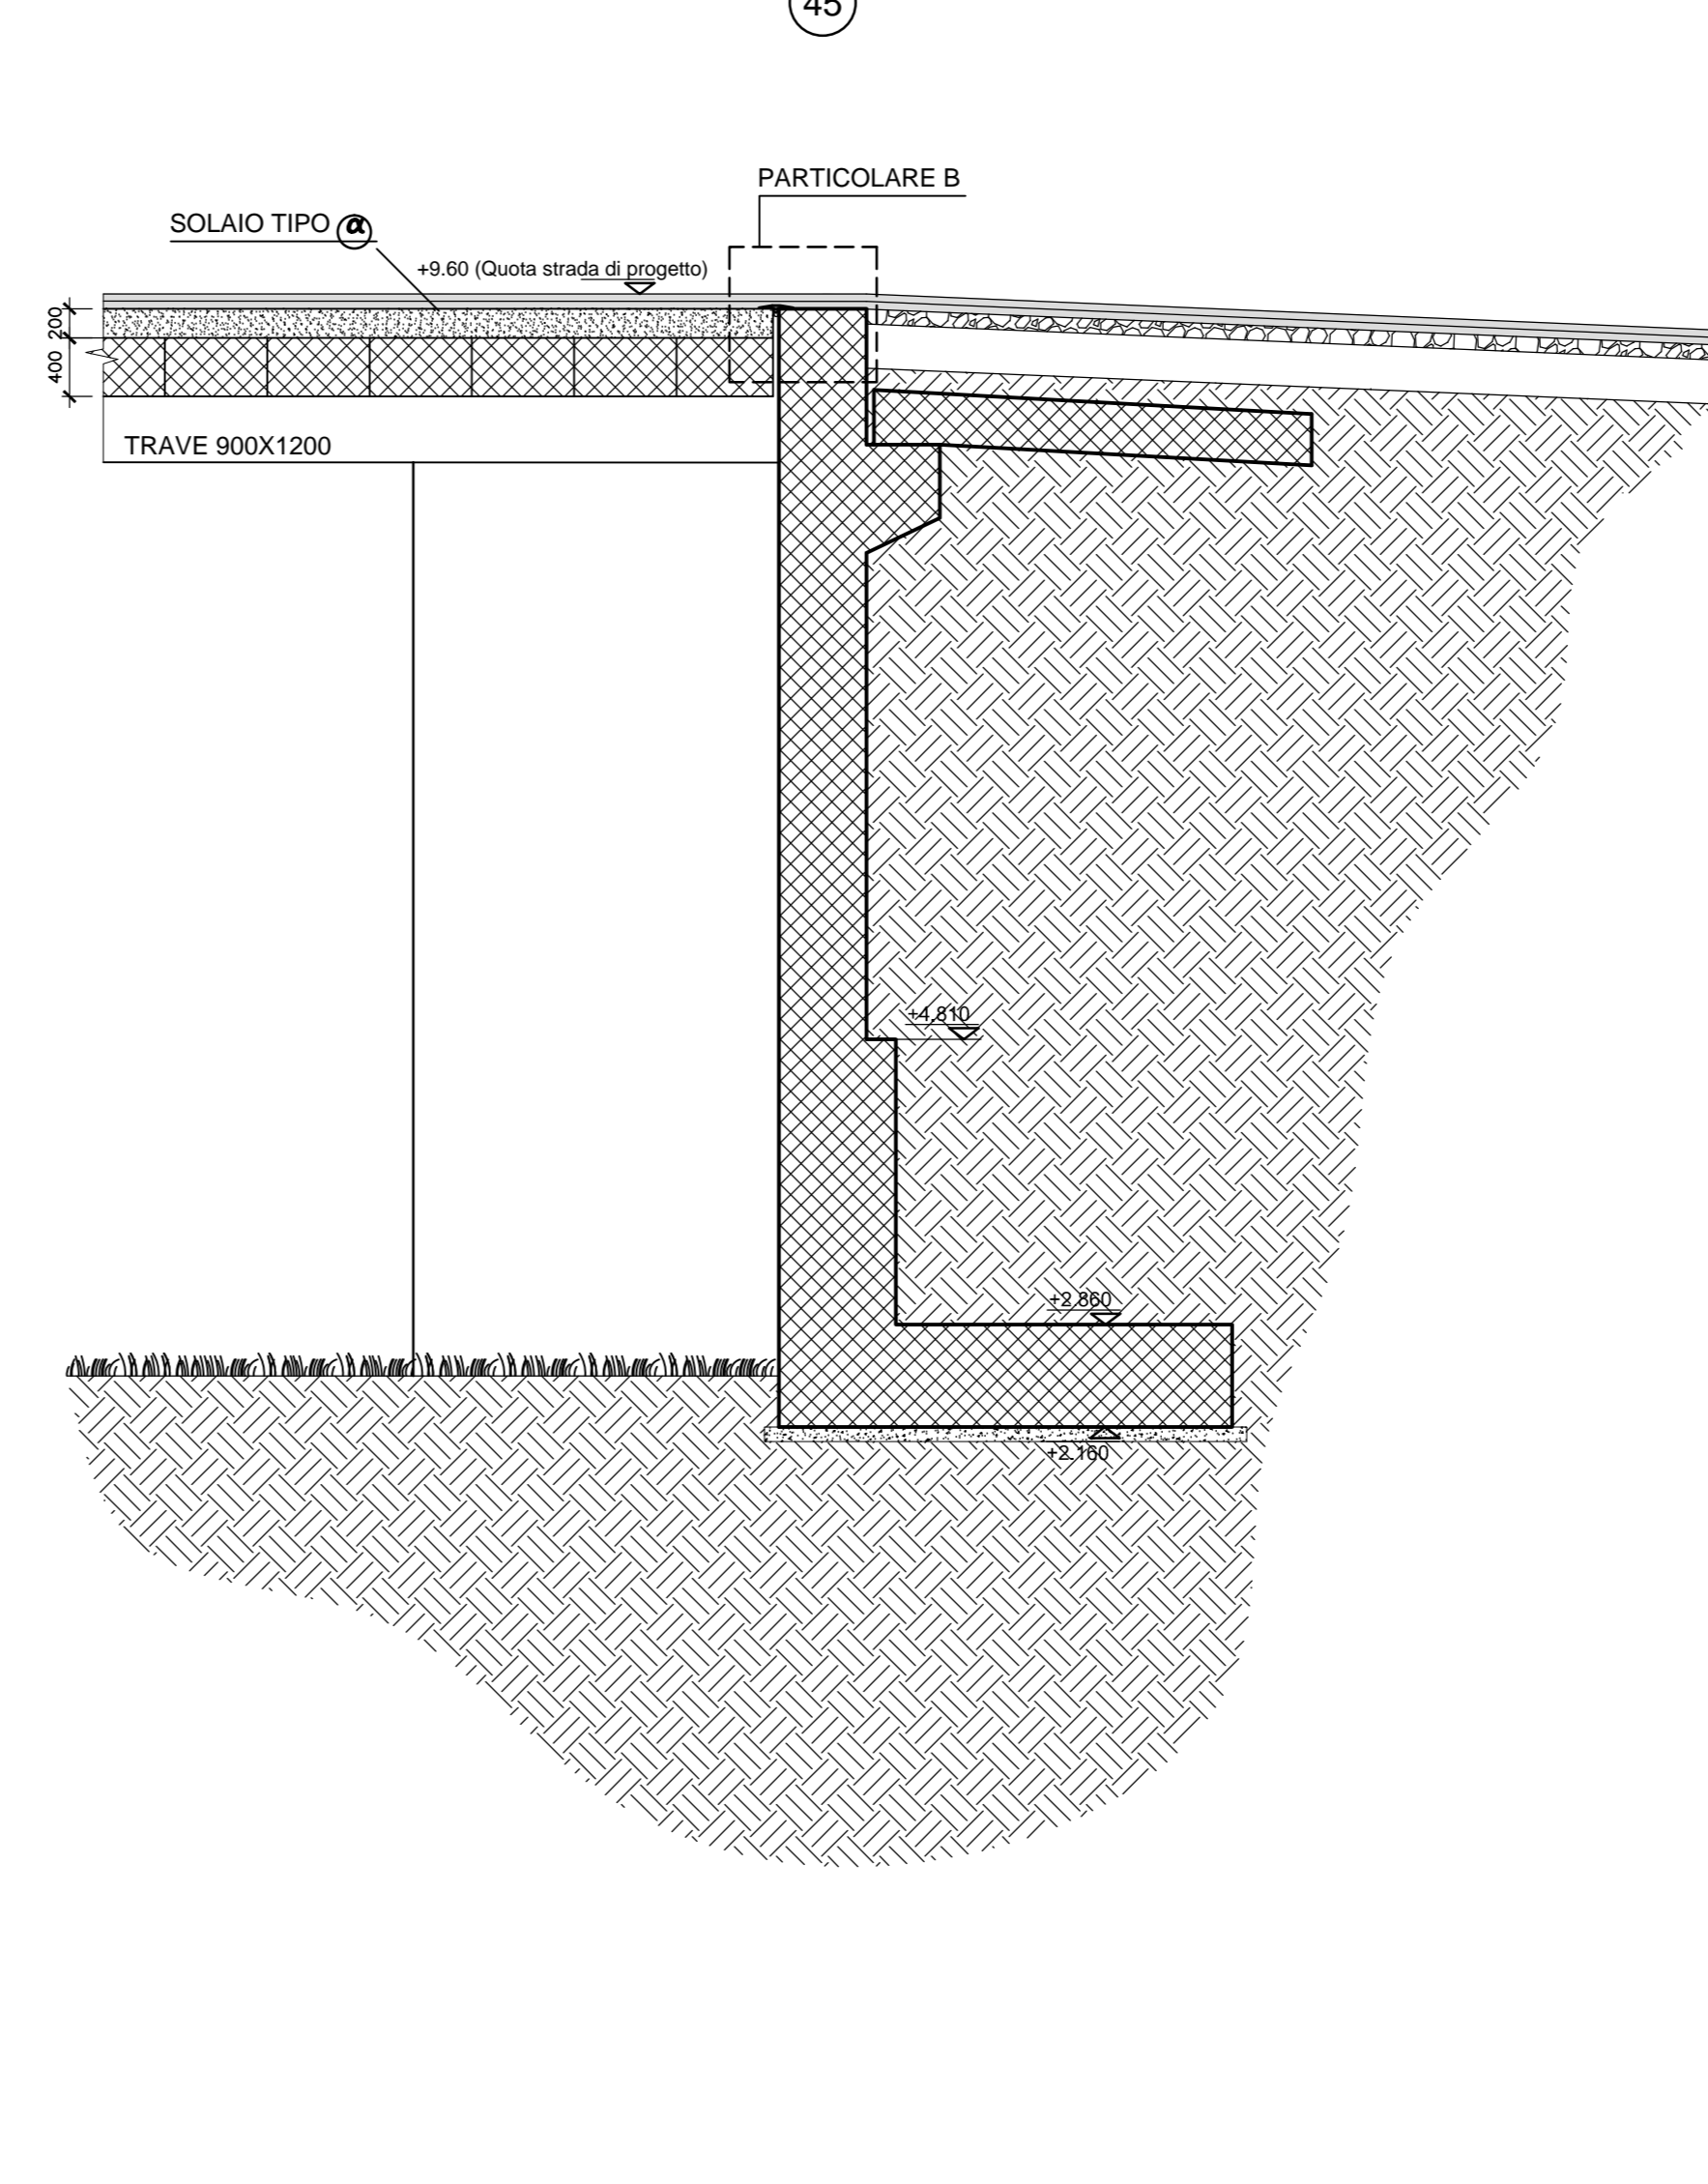 45
PARTICOLARE B
SOLAIO TIPO α
+9.60 (Quota strada di progetto)
200
400
TRAVE 900X1200
+4.810
+2.860
+2.160